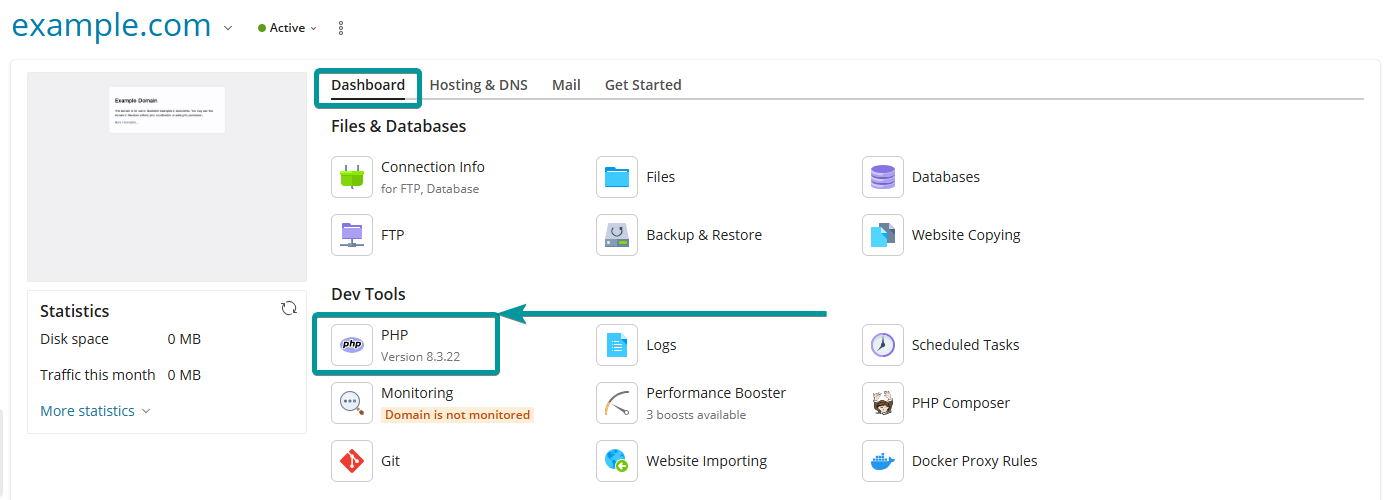 example.com
Active
Dashboard Hosting & DNS Mail Get Started
Example Domain
Files & Databases
Connection Info
for FTP, Database
Files
Databases
FTP
Backup & Restore
Website Copying
Statistics
Disk space 0 MB
Traffic this month 0 MB
More statistics
Dev Tools
php
PHP
Version 8.3.22
Logs
Scheduled Tasks
Monitoring
Domain is not monitored
Performance Booster
3 boosts available
PHP Composer
Git
Website Importing
Docker Proxy Rules